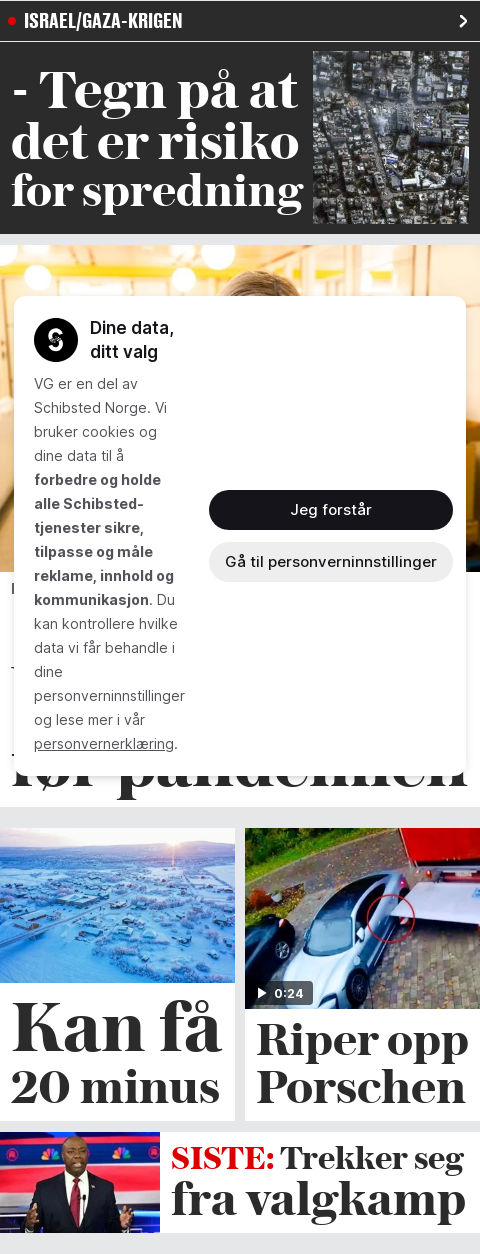 ISRAEL/GAZA-KRIGEN
- Tegn på at
det er risiko
for spredning
Dine data,
ditt valg
VG er en del av
Schibsted Norge. Vi
bruker cookies og
dine data til å
forbedre og holde
alle Schibsted-
tjenester sikre,
tilpasse og måle
reklame, innhold og
kommunikasjon. Du
kan kontrollere hvilke
data vi får behandle i
dine
personverninnstillinger
og lese mer i vår
personvernerklæring.
Jeg forstår
Gå til personverninnstillinger
før pandemien
Kan få
20 minus
0:24
Riper opp
Porschen
SISTE: Trekker seg
fra valgkamp